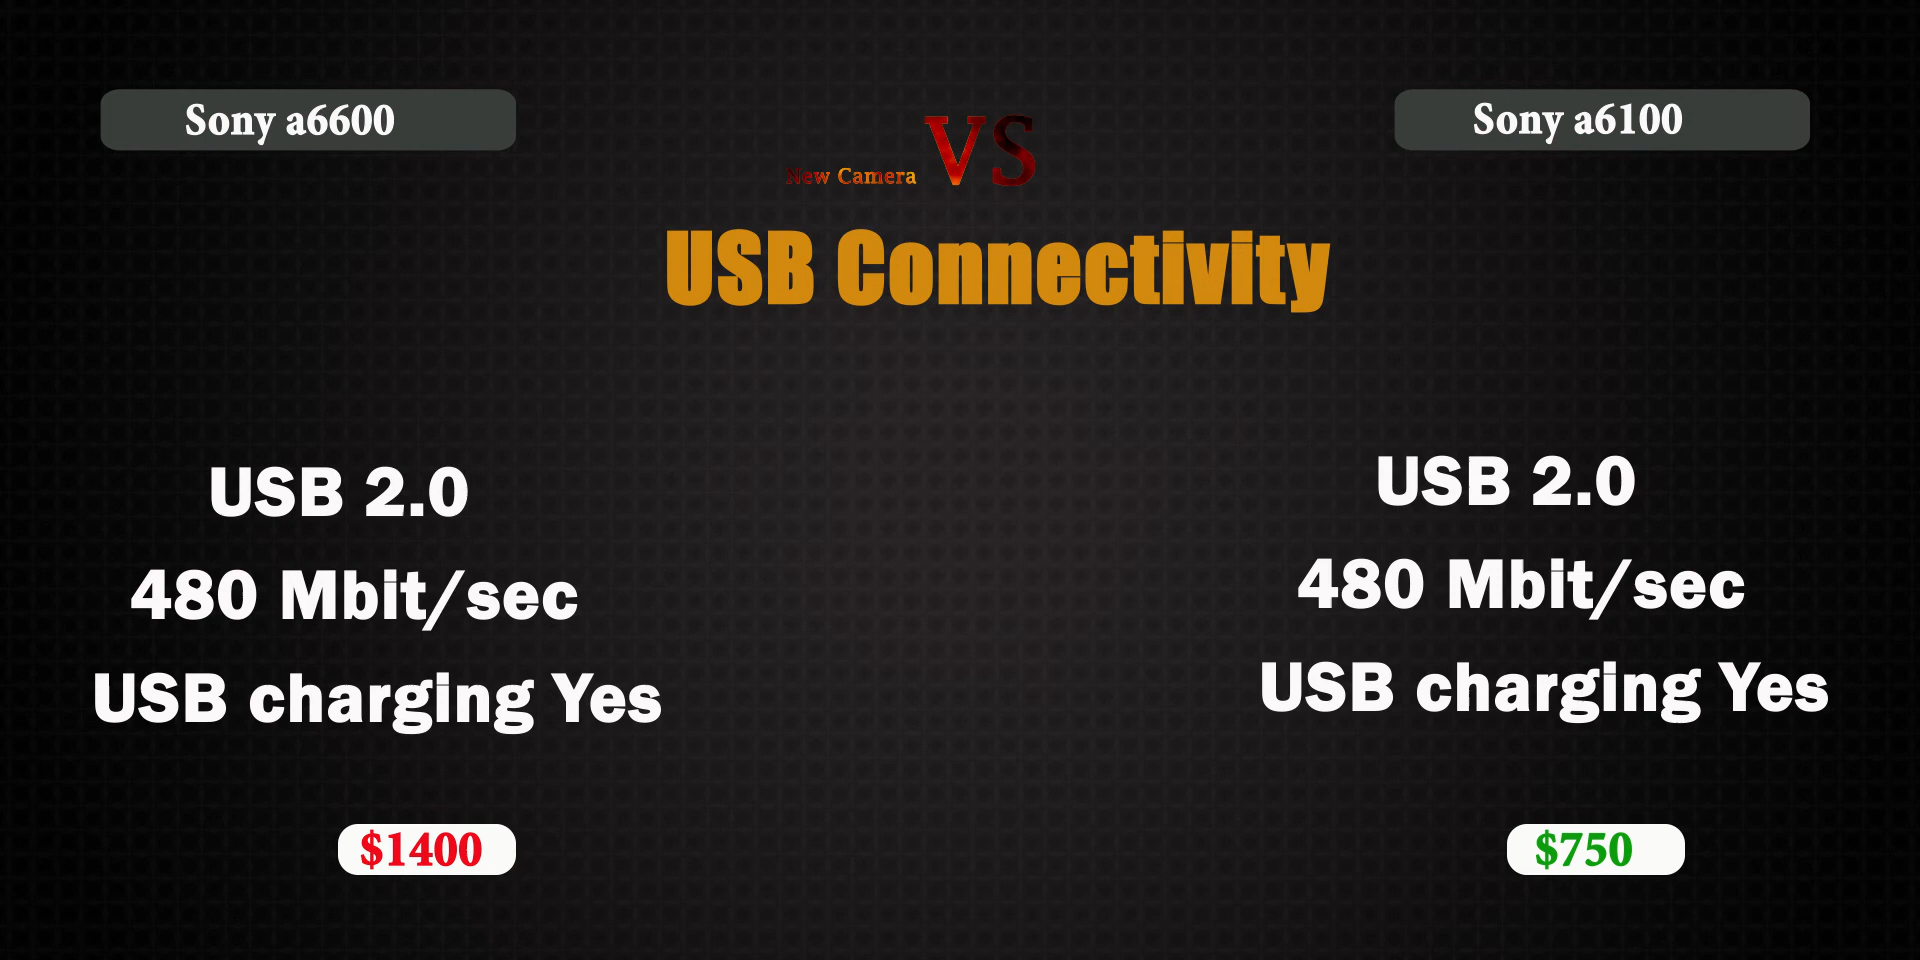 Sony a6600
New Camera VS
Sony a6100
USB Connectivity
USB 2.0
480 Mbit/sec
USB charging Yes
USB 2.0
480 Mbit/sec
USB charging Yes
$1400
$750